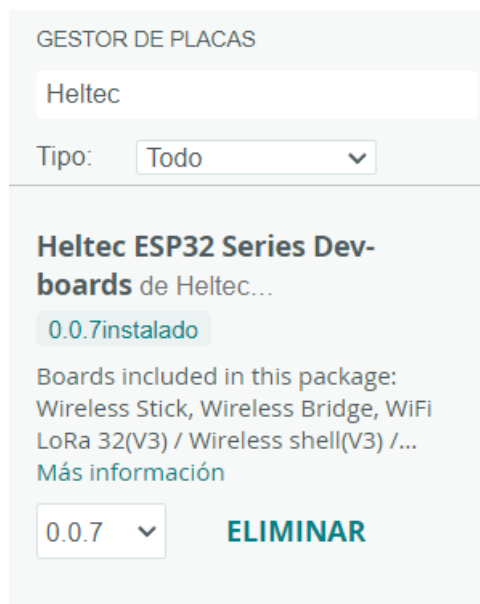 GESTOR DE PLACAS
Heltec
Tipo: Todo
Heltec ESP32 Series Dev-
boards de Heltec...
0.0.7instalado
Boards included in this package:
Wireless Stick, Wireless Bridge, WiFi
LoRa 32(V3) / Wireless shell(V3) /...
Más información
0.0.7 ELIMINAR